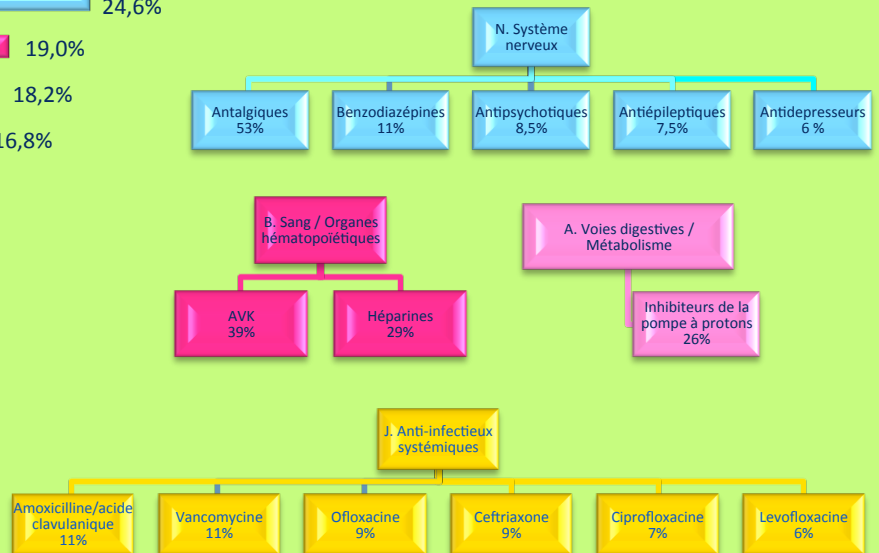 24,6%
19,0%
18,2%
16,8%
N. Système
nerveux
Antalgiques
53%
Benzodiazépines
11%
Antipsychotiques
8,5%
Antiépileptiques
7,5%
Antidepresseurs
6 %
B. Sang / Organes
hématopoïétiques
AVK
39%
Héparines
29%
A. Voies digestives /
Métabolisme
Inhibiteurs de la
pompe à protons
26%
J. Anti-infectieux
systémiques
Amoxicilline/acide
clavulanique
11%
Vancomycine
11%
Ofloxacine
9%
Ceftriaxone
9%
Ciprofloxacine
7%
Levofloxacine
6%